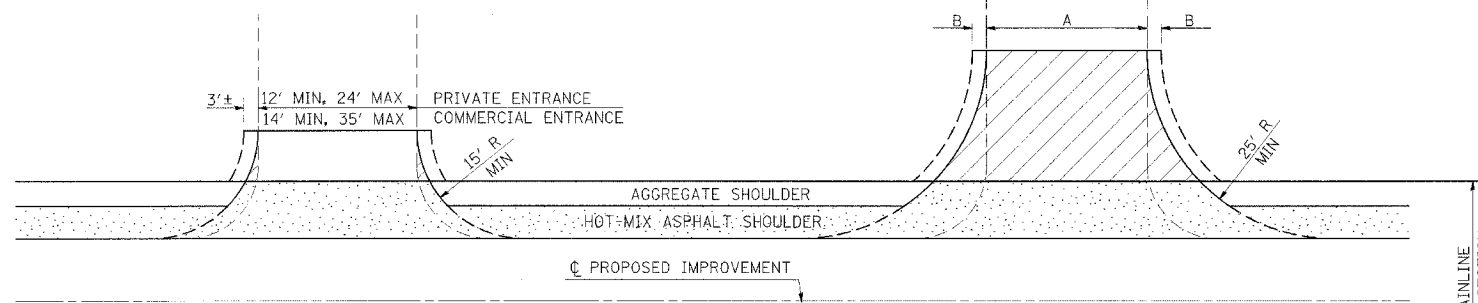 B A B
3'± 12' MIN. 24' MAX PRIVATE ENTRANCE
14' MIN, 35' MAX COMMERCIAL ENTRANCE
15' R
MIN
25' R
MIN
AGGREGATE SHOULDER
HOT-MIX ASPHALT SHOULDER
℄ PROPOSED IMPROVEMENT